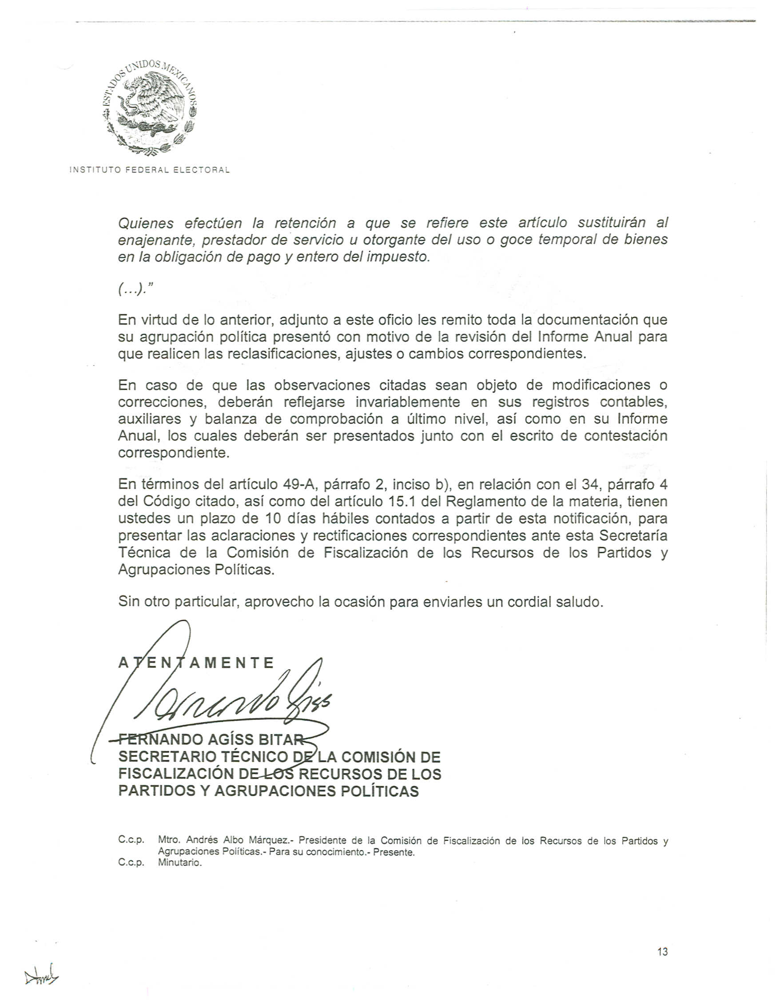 ESTADOS UNIDOS MEXICANOS
INSTITUTO FEDERAL ELECTORAL
Quienes efectúen la retención a que se refiere este artículo sustituirán al
enajenante, prestador de servicio u otorgante del uso o goce temporal de bienes
en la obligación de pago y entero del impuesto.
(...)."
En virtud de lo anterior, adjunto a este oficio les remito toda la documentación que
su agrupación política presentó con motivo de la revisión del Informe Anual para
que realicen las reclasificaciones, ajustes o cambios correspondientes.
En caso de que las observaciones citadas sean objeto de modificaciones o
correcciones, deberán reflejarse invariablemente en sus registros contables,
auxiliares y balanza de comprobación a último nivel, así como en su Informe
Anual, los cuales deberán ser presentados junto con el escrito de contestación
correspondiente.
En términos del artículo 49-A, párrafo 2, inciso b), en relación con el 34, párrafo 4
del Código citado, así como del artículo 15.1 del Reglamento de la materia, tienen
ustedes un plazo de 10 días hábiles contados a partir de esta notificación, para
presentar las aclaraciones y rectificaciones correspondientes ante esta Secretaría
Técnica de la Comisión de Fiscalización de los Recursos de los Partidos y
Agrupaciones Políticas.
Sin otro particular, aprovecho la ocasión para enviarles un cordial saludo.
A T E N T A M E N T E
Fernando Agiss
FERNANDO AGÍSS BITAR
SECRETARIO TÉCNICO DE LA COMISIÓN DE
FISCALIZACIÓN DE LOS RECURSOS DE LOS
PARTIDOS Y AGRUPACIONES POLÍTICAS
C.c.p. Mtro. Andrés Albo Márquez.- Presidente de la Comisión de Fiscalización de los Recursos de los Partidos y
Agrupaciones Políticas.- Para su conocimiento.- Presente.
C.c.p. Minutario.
13